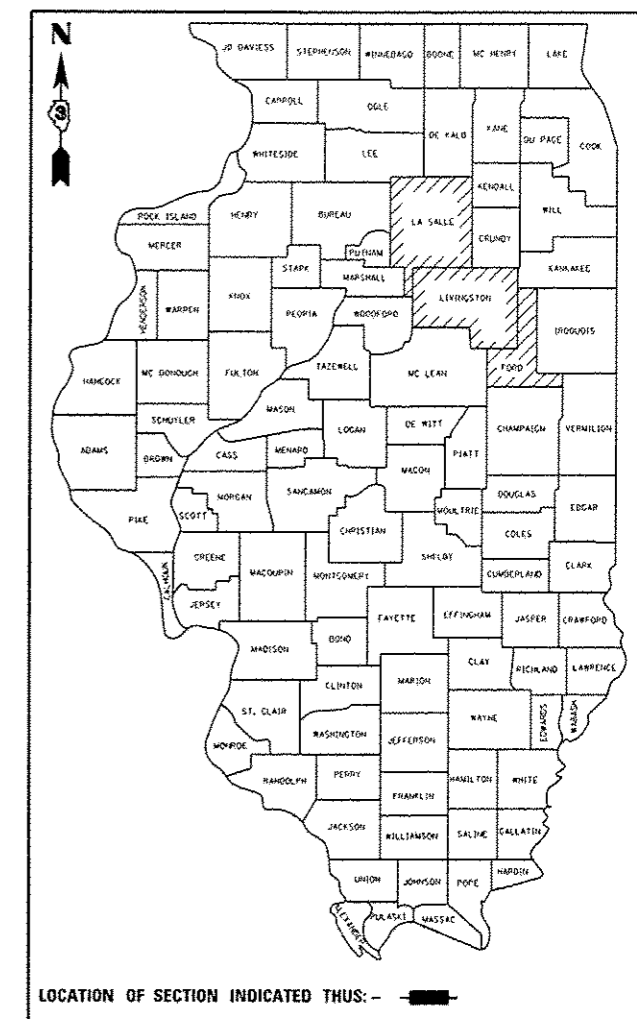 N
JO DAVIESS STEPHENSON WINNEBAGO BOONE MC HENRY LAKE
CARROLL OGLE DE KALB KANE DU PAGE COOK
WHITESIDE LEE KENDALL WILL
ROCK ISLAND HENRY BUREAU LA SALLE GRUNDY
MERCER PUTNAM KANKAKEE
HENDERSON WARREN KNOX STARK MARSHALL LIVINGSTON
PEORIA WOODFORD IROQUOIS
HANCOCK MC DONOUGH FULTON TAZEWELL MC LEAN FORD
SCHUYLER MASON LOGAN DE WITT CHAMPAIGN VERMILION
ADAMS BROWN CASS MENARD MACON PIATT
PIKE SCOTT MORGAN SANGAMON MOULTRIE DOUGLAS EDGAR
CHRISTIAN COLES
CALHOUN GREENE MACOUPIN MONTGOMERY SHELBY CUMBERLAND CLARK
JERSEY
MADISON BOND FAYETTE EFFINGHAM JASPER CRAWFORD
CLINTON MARION CLAY RICHLAND LAWRENCE
ST. CLAIR WASHINGTON JEFFERSON WAYNE EDWARDS WABASH
MONROE
RANDOLPH PERRY FRANKLIN HAMILTON WHITE
JACKSON WILLIAMSON SALINE GALLATIN
UNION JOHNSON POPE HARDIN
ALEXANDER PULASKI MASSAC
LOCATION OF SECTION INDICATED THUS: -